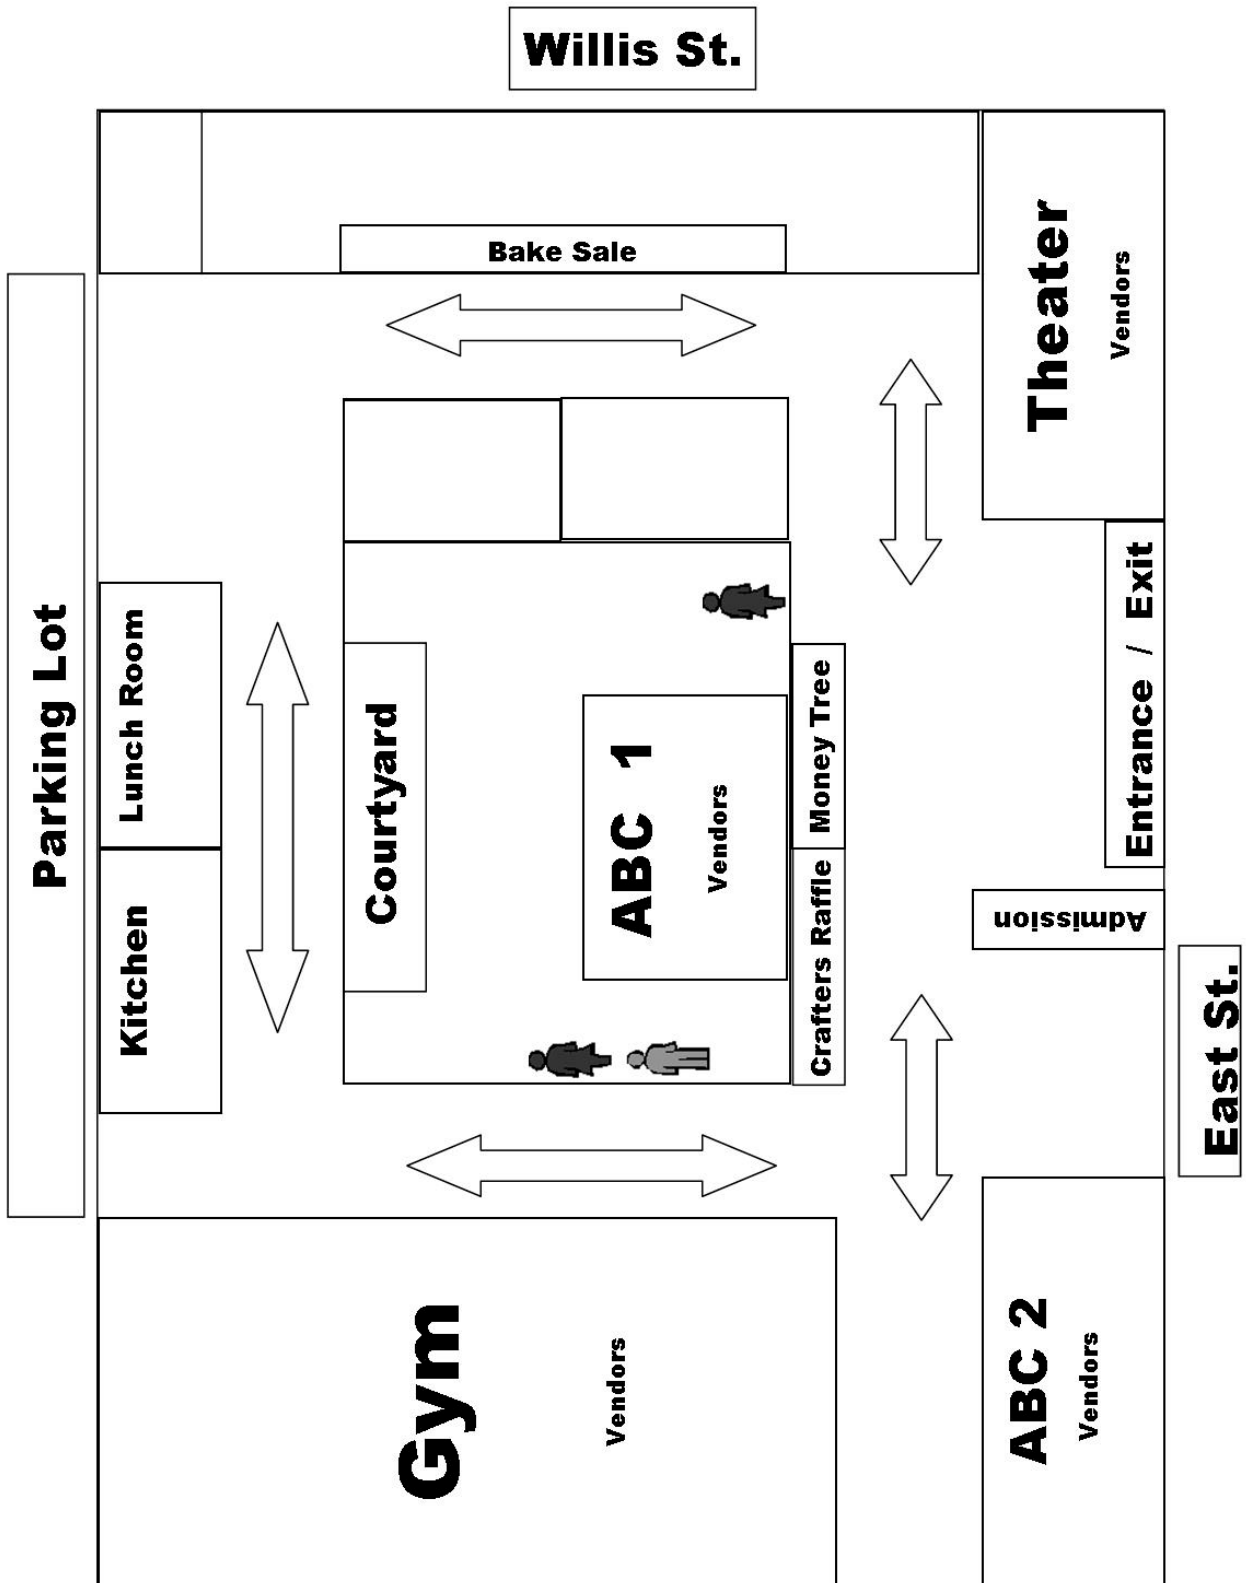 Willis St.
Bake Sale
Theater
Vendors
Parking Lot
Lunch Room
Kitchen
Courtyard
ABC 1
Vendors
Money Tree
Crafters Raffle
Entrance / Exit
Admission
East St.
Gym
Vendors
ABC 2
Vendors